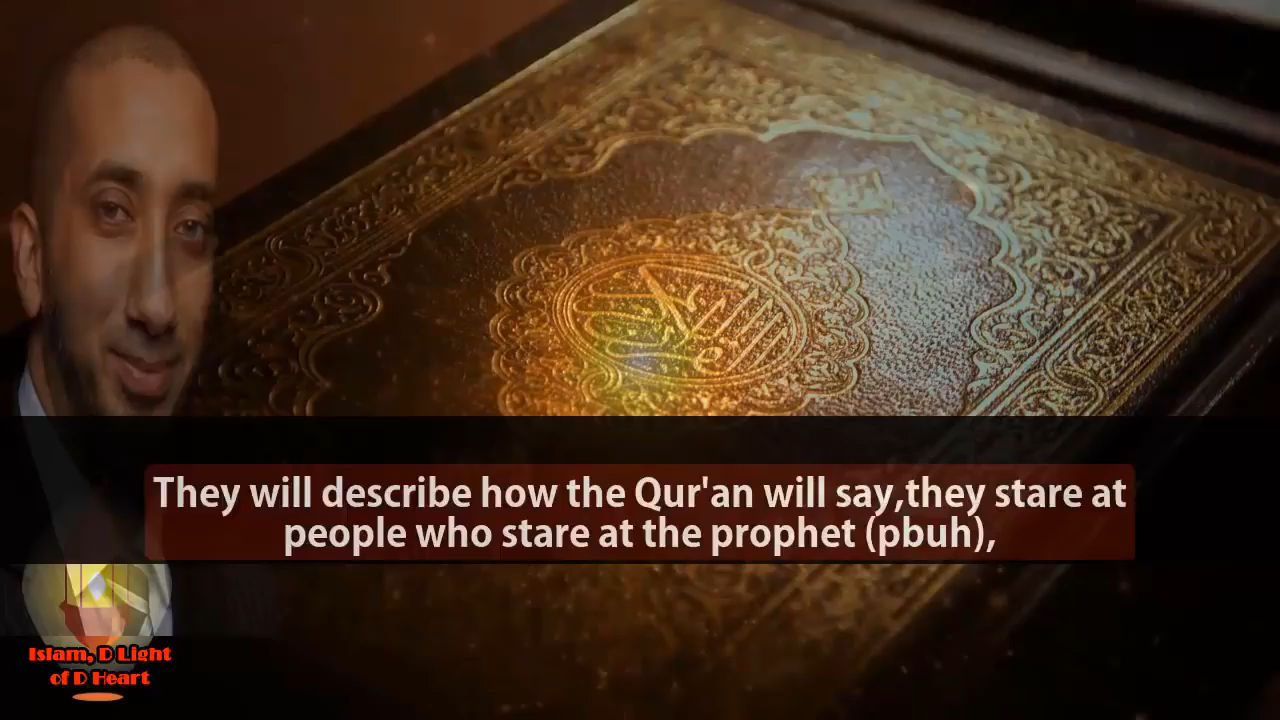 They will describe how the Qur'an will say,they stare at
people who stare at the prophet (pbuh),
Islam, D Light
of D Heart